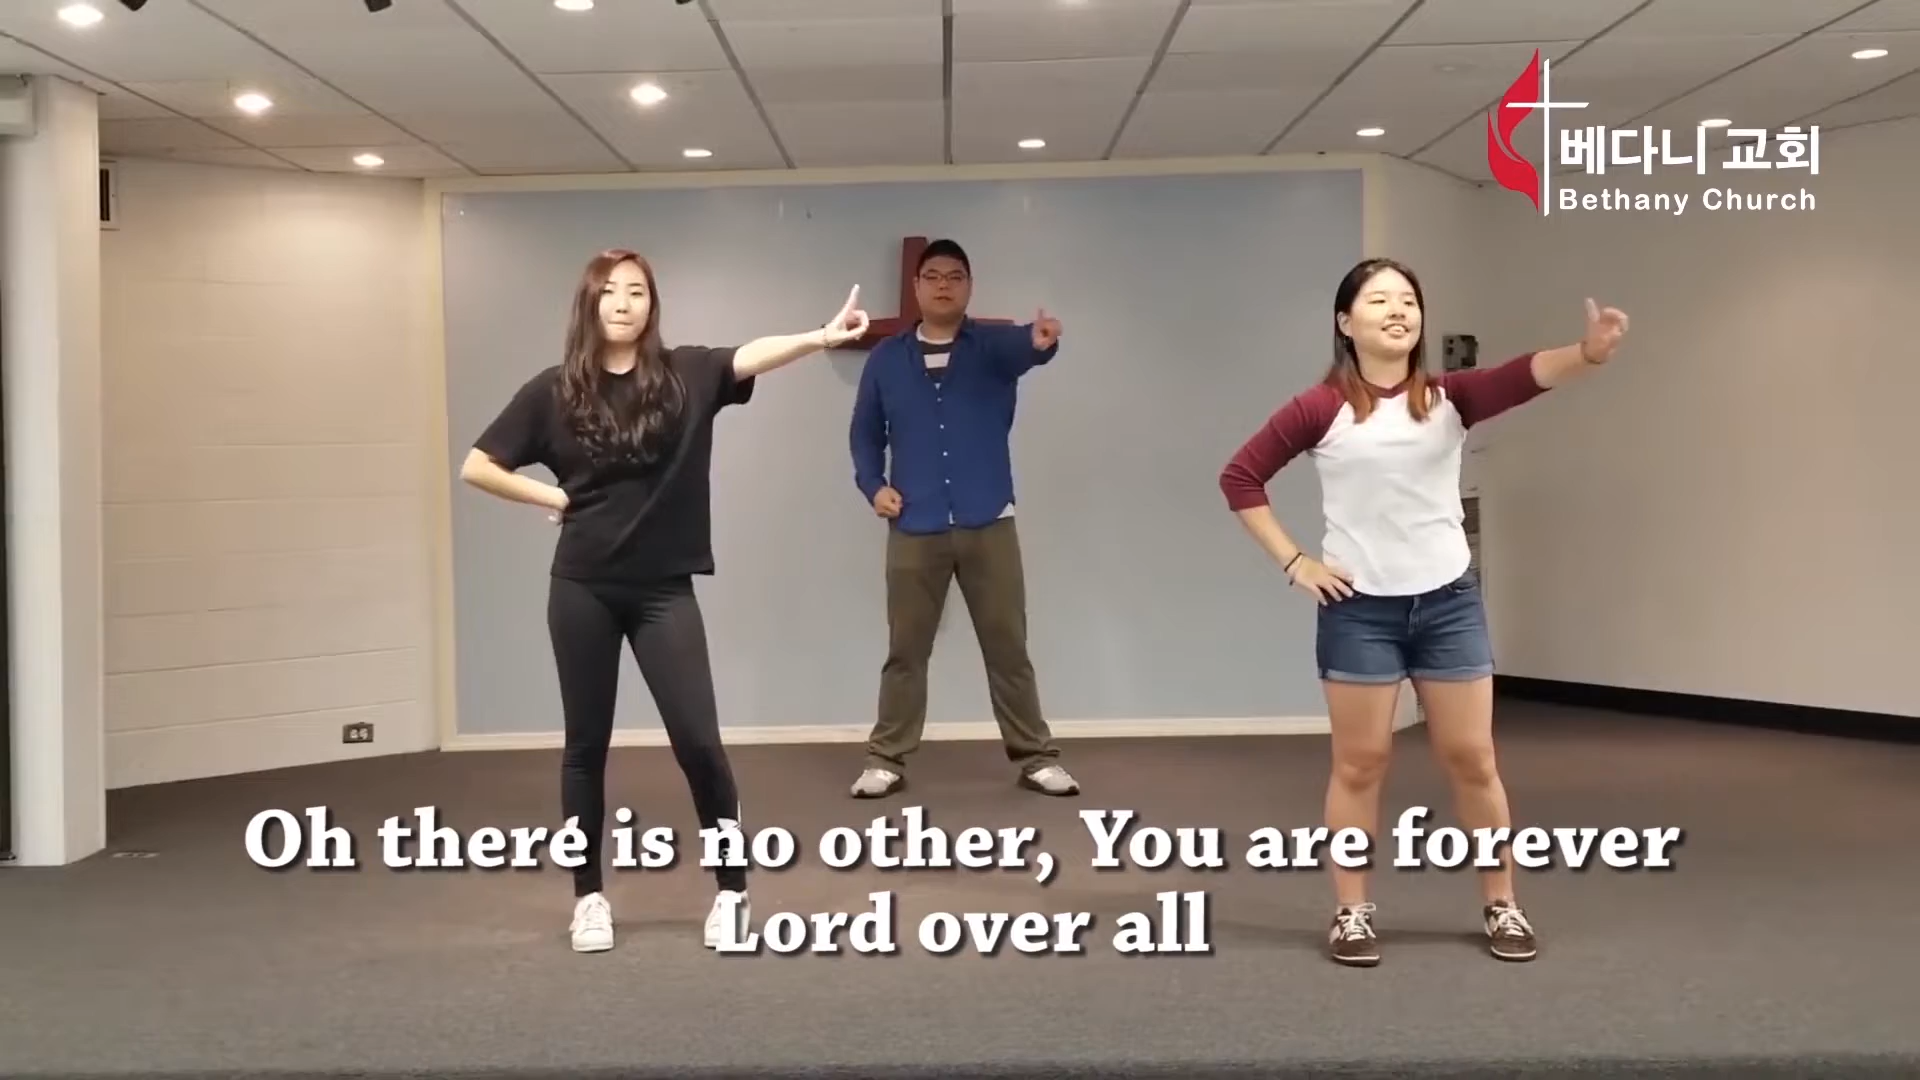 베다니 교회
Bethany Church
Oh there is no other, You are forever
Lord over all